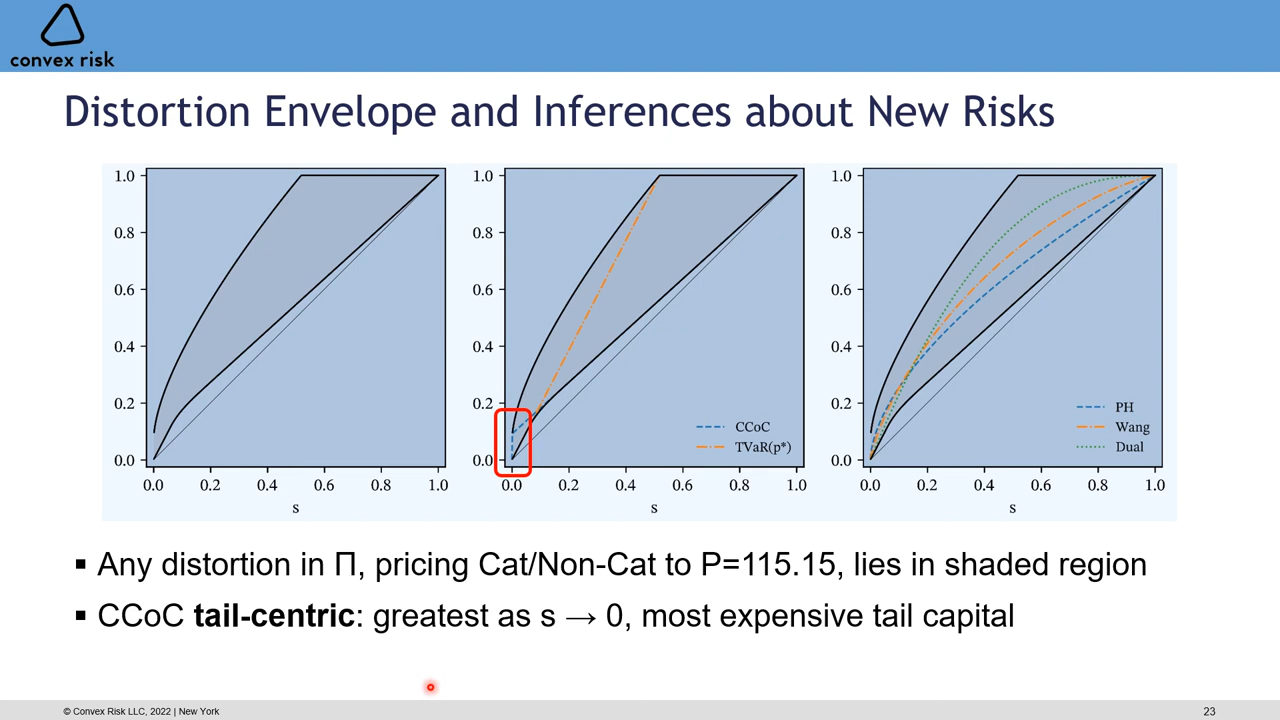 convex risk
Distortion Envelope and Inferences about New Risks
1.0
0.8
0.6
0.4
0.2
0.0
0.0 0.2 0.4 0.6 0.8 1.0
s
1.0
0.8
0.6
0.4
0.2
0.0
CCoC
TVaR(p*)
0.0 0.2 0.4 0.6 0.8 1.0
s
1.0
0.8
0.6
0.4
0.2
0.0
PH
Wang
Dual
0.0 0.2 0.4 0.6 0.8 1.0
s
▪ Any distortion in Π, pricing Cat/Non-Cat to P=115.15, lies in shaded region
▪ CCoC tail-centric: greatest as s → 0, most expensive tail capital
© Convex Risk LLC, 2022 | New York
23